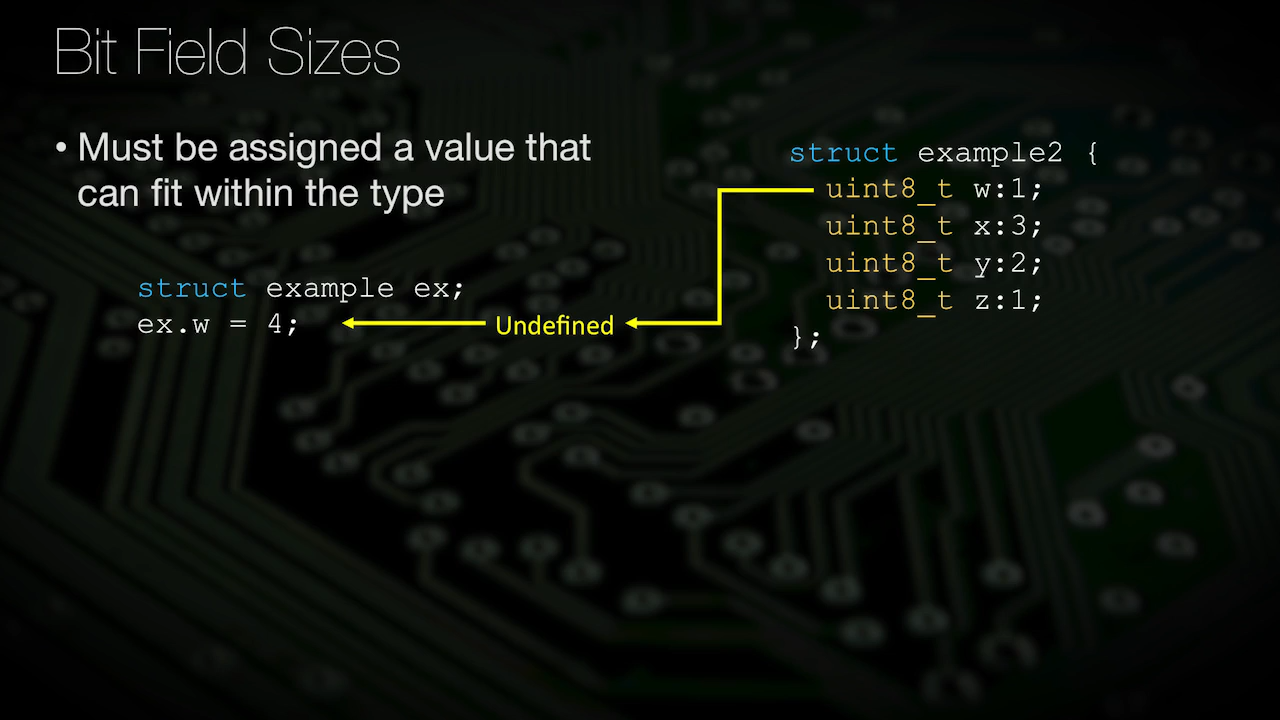 Bit Field Sizes
• Must be assigned a value that
can fit within the type
struct example ex;
ex.w = 4;
Undefined
struct example2 {
uint8_t w:1;
uint8_t x:3;
uint8_t y:2;
uint8_t z:1;
};